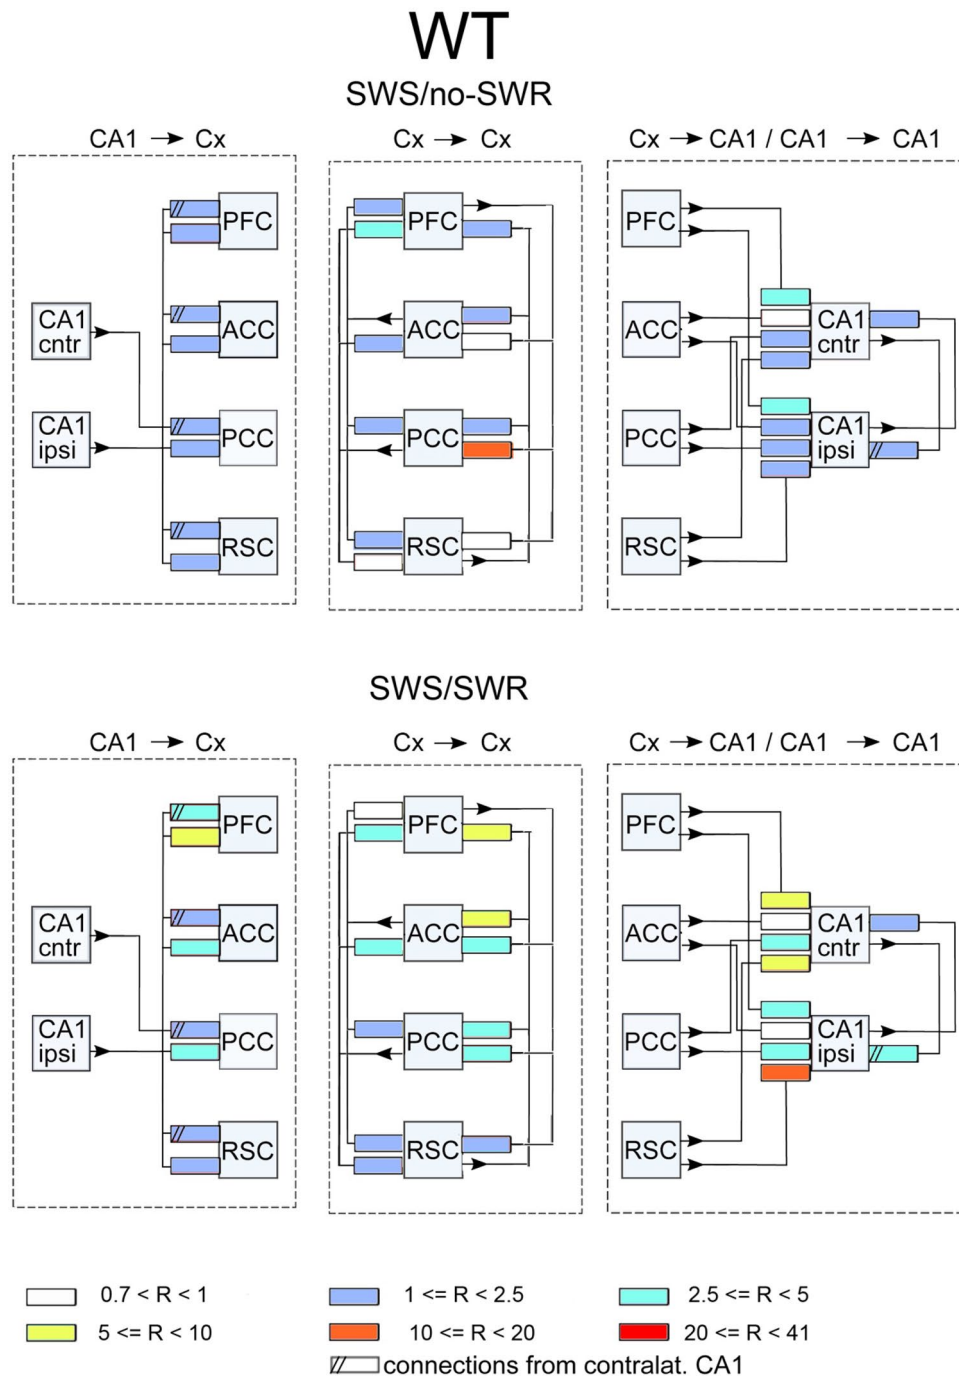 WT
SWS/no-SWR
CA1 → Cx
Cx → Cx
Cx → CA1 / CA1 → CA1
PFC
ACC
PCC
RSC
CA1
cntr
CA1
ipsi
PFC
ACC
PCC
RSC
PFC
ACC
PCC
RSC
CA1
cntr
CA1
ipsi
SWS/SWR
CA1 → Cx
Cx → Cx
Cx → CA1 / CA1 → CA1
PFC
ACC
PCC
RSC
CA1
cntr
CA1
ipsi
PFC
ACC
PCC
RSC
PFC
ACC
PCC
RSC
CA1
cntr
CA1
ipsi
0.7 < R < 1
1 <= R < 2.5
2.5 <= R < 5
5 <= R < 10
10 <= R < 20
20 <= R < 41
connections from contralat. CA1